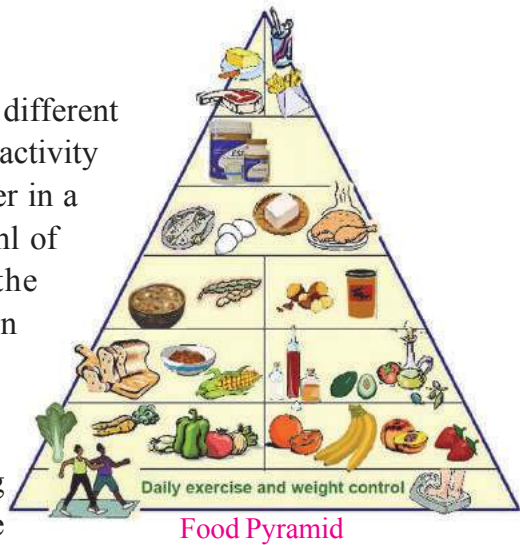 different
activity
er in a
nl of
the
n
g
Daily exercise and weight control
e
Food Pyramid